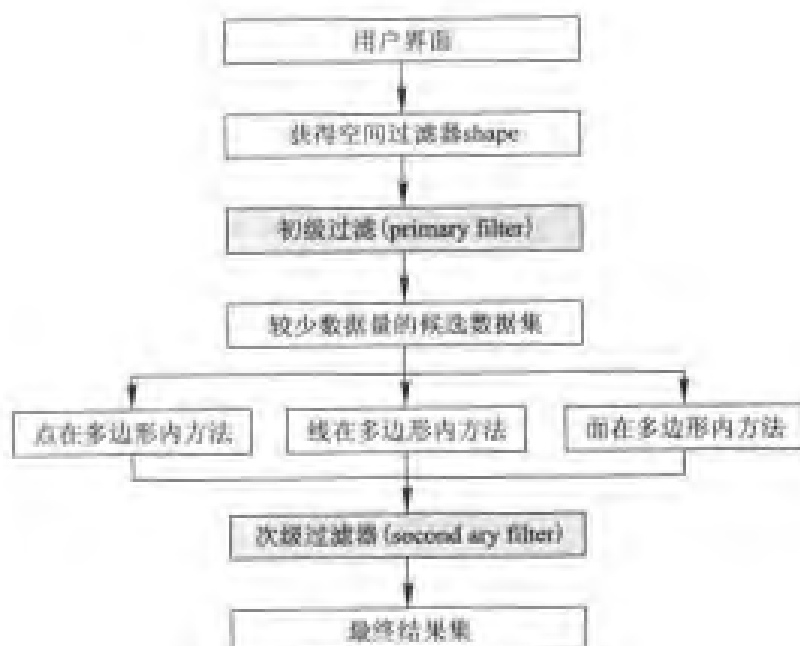 用户界面
获得空间过滤器shape
初级过滤(primary filter)
较少数据量的候选数据集
点在多边形内方法
线在多边形内方法
面在多边形内方法
次级过滤器(second ary filter)
最终结果集